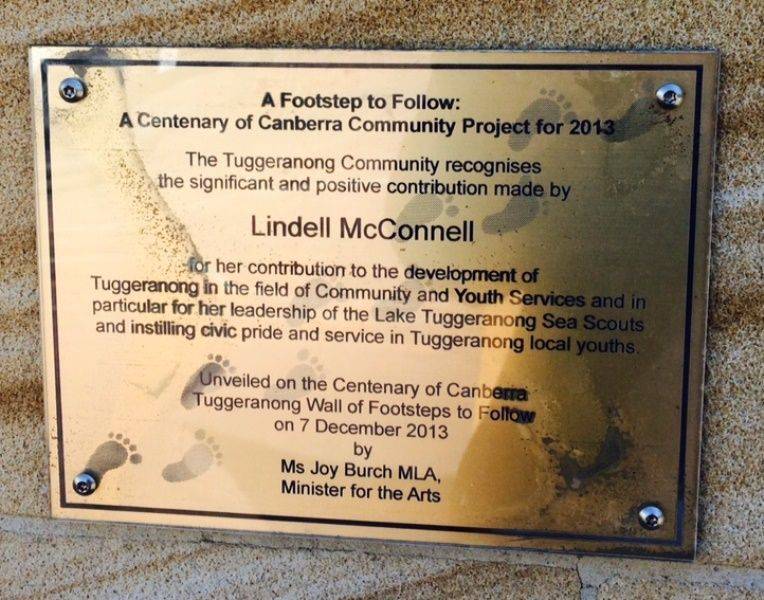 A Footstep to Follow:
A Centenary of Canberra Community Project for 2013
The Tuggeranong Community recognises
the significant and positive contribution made by
Lindell McConnell
for her contribution to the development of
Tuggeranong in the field of Community and Youth Services and in
particular for her leadership of the Lake Tuggeranong Sea Scouts
and instilling civic pride and service in Tuggeranong local youths.
Unveiled on the Centenary of Canberra
Tuggeranong Wall of Footsteps to Follow
on 7 December 2013
by
Ms Joy Burch MLA,
Minister for the Arts